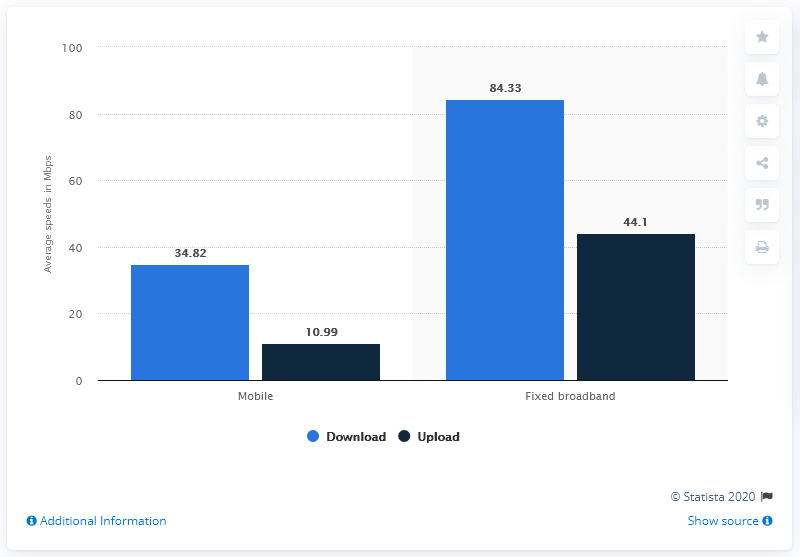 Average speeds in Mbps
100
80
60
40
20
0
34.82
10.99
84.33
44.1
Mobile
Fixed broadband
Download
Upload
© Statista 2020
Additional Information
Show source